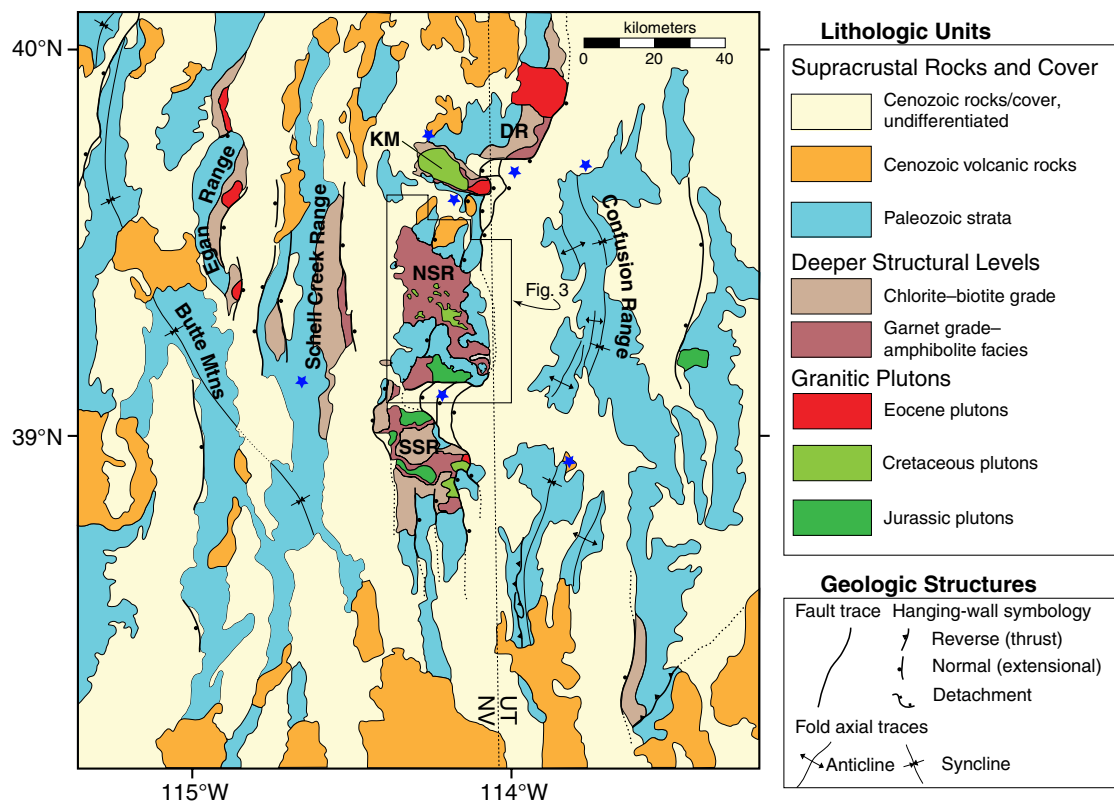 40°N
39°N
115°W
114°W
kilometers
0 20 40
DR
KM
Egan Range
Schell Creek Range
NSR
Fig. 3
Confusion Range
Butte Mtns
SSR
UT
NV
Lithologic Units
Supracrustal Rocks and Cover
Cenozoic rocks/cover,
undifferentiated
Cenozoic volcanic rocks
Paleozoic strata
Deeper Structural Levels
Chlorite–biotite grade
Garnet grade–
amphibolite facies
Granitic Plutons
Eocene plutons
Cretaceous plutons
Jurassic plutons
Geologic Structures
Fault trace Hanging-wall symbology
Reverse (thrust)
Normal (extensional)
Detachment
Fold axial traces
Anticline Syncline